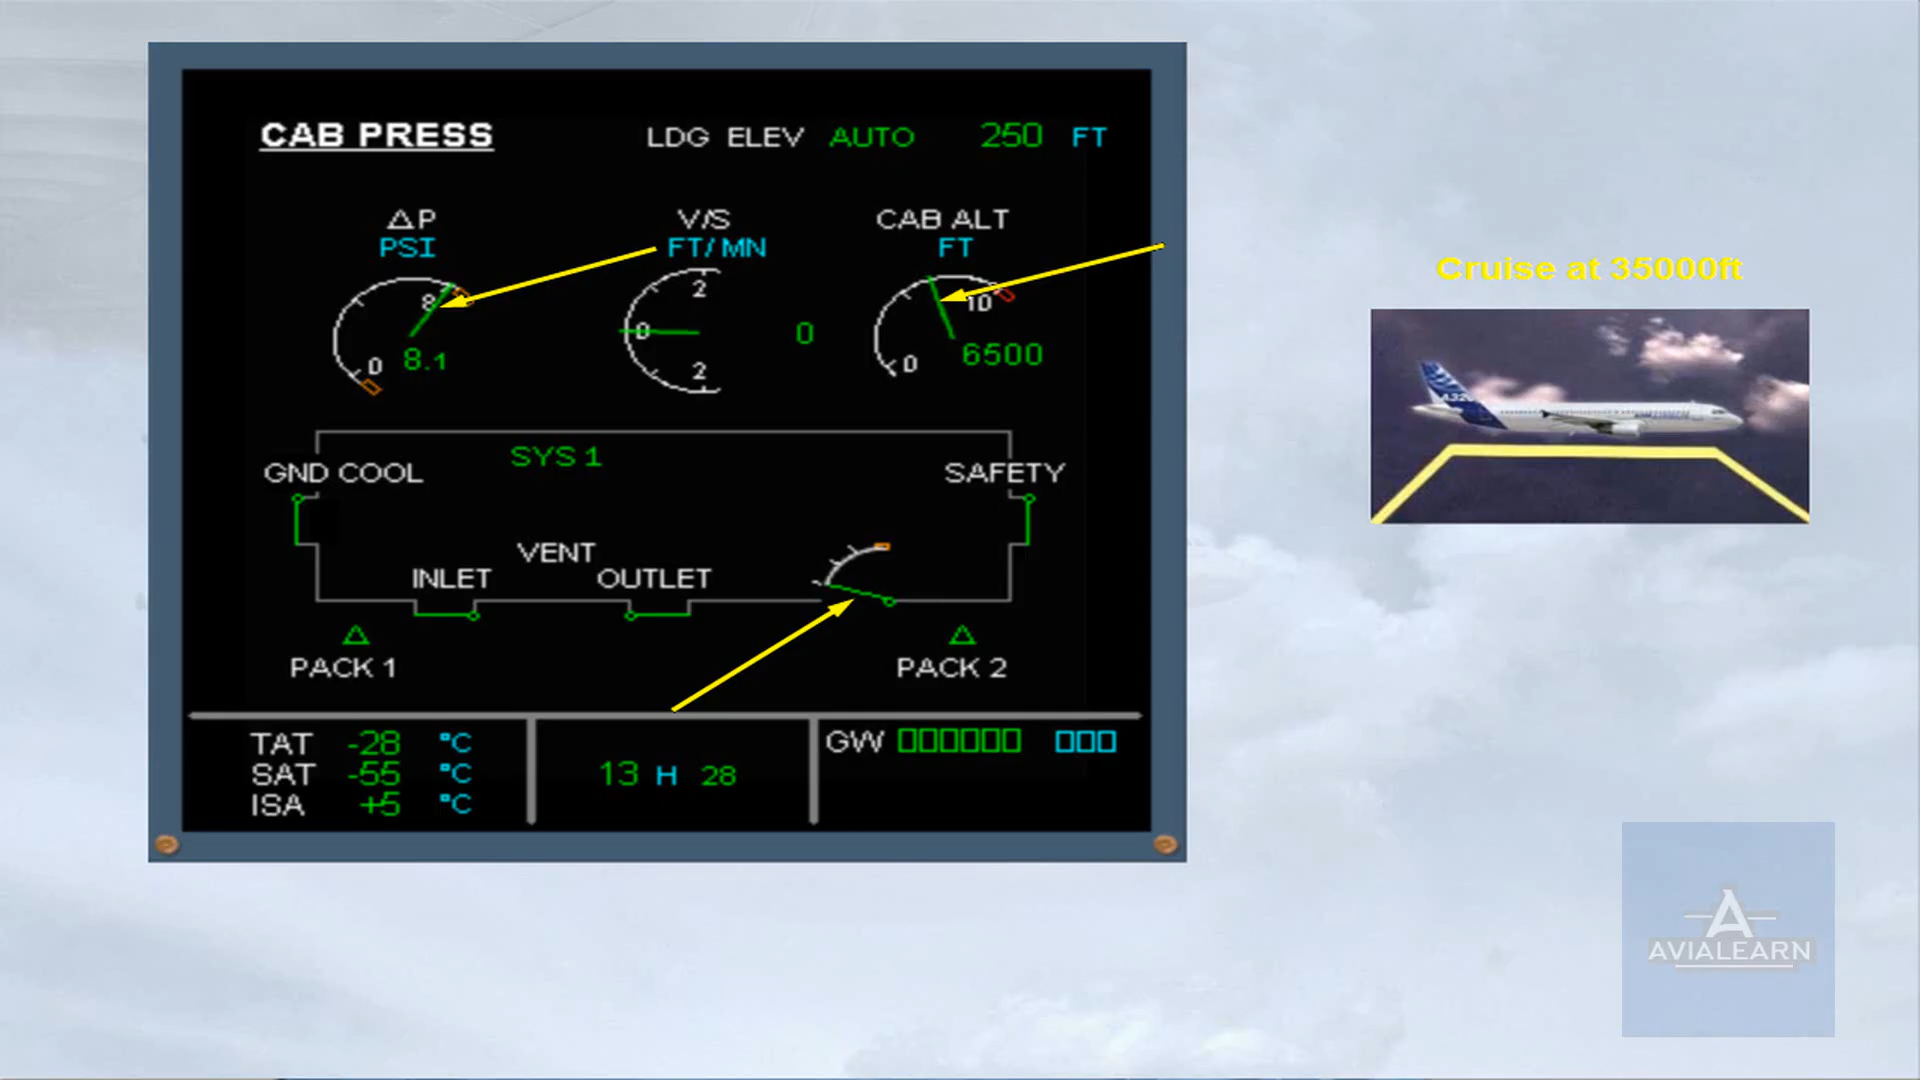 CAB PRESS LDG ELEV AUTO 250 FT
ΔP V/S CAB ALT
PSI FT/MN FT
8 2 10
0 0
0 8.1 2 0 6500
SYS 1
GND COOL SAFETY
VENT
INLET OUTLET
PACK 1 PACK 2
TAT -28 °C
SAT -55 °C
ISA +5 °C
13 H 28
GW
Cruise at 35000ft
A320
AVIALEARN